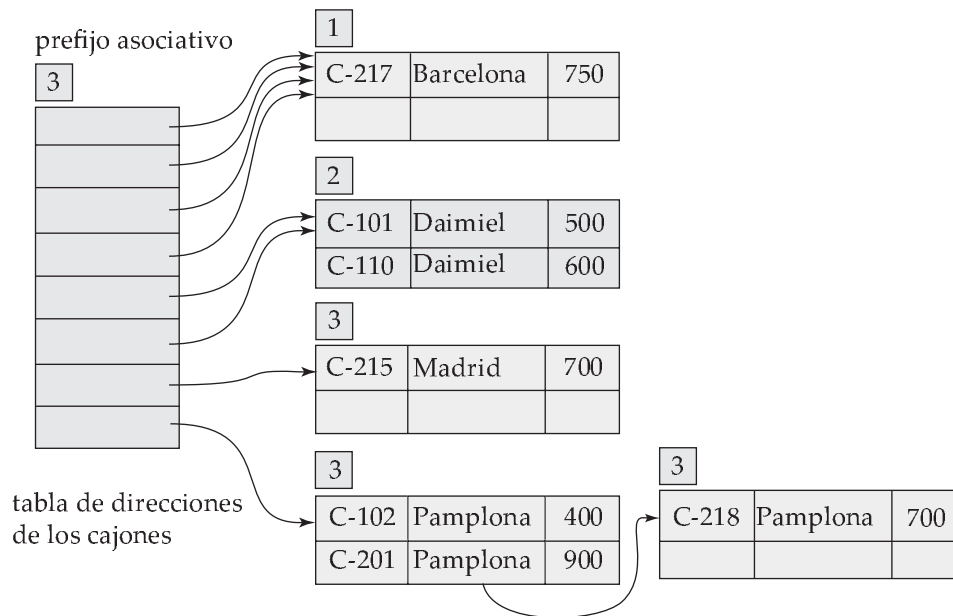 prefijo asociativo
3
1
C-217 Barcelona 750
2
C-101 Daimiel 500
C-110 Daimiel 600
3
C-215 Madrid 700
3
C-102 Pamplona 400
C-201 Pamplona 900
3
C-218 Pamplona 700
tabla de direcciones
de los cajones